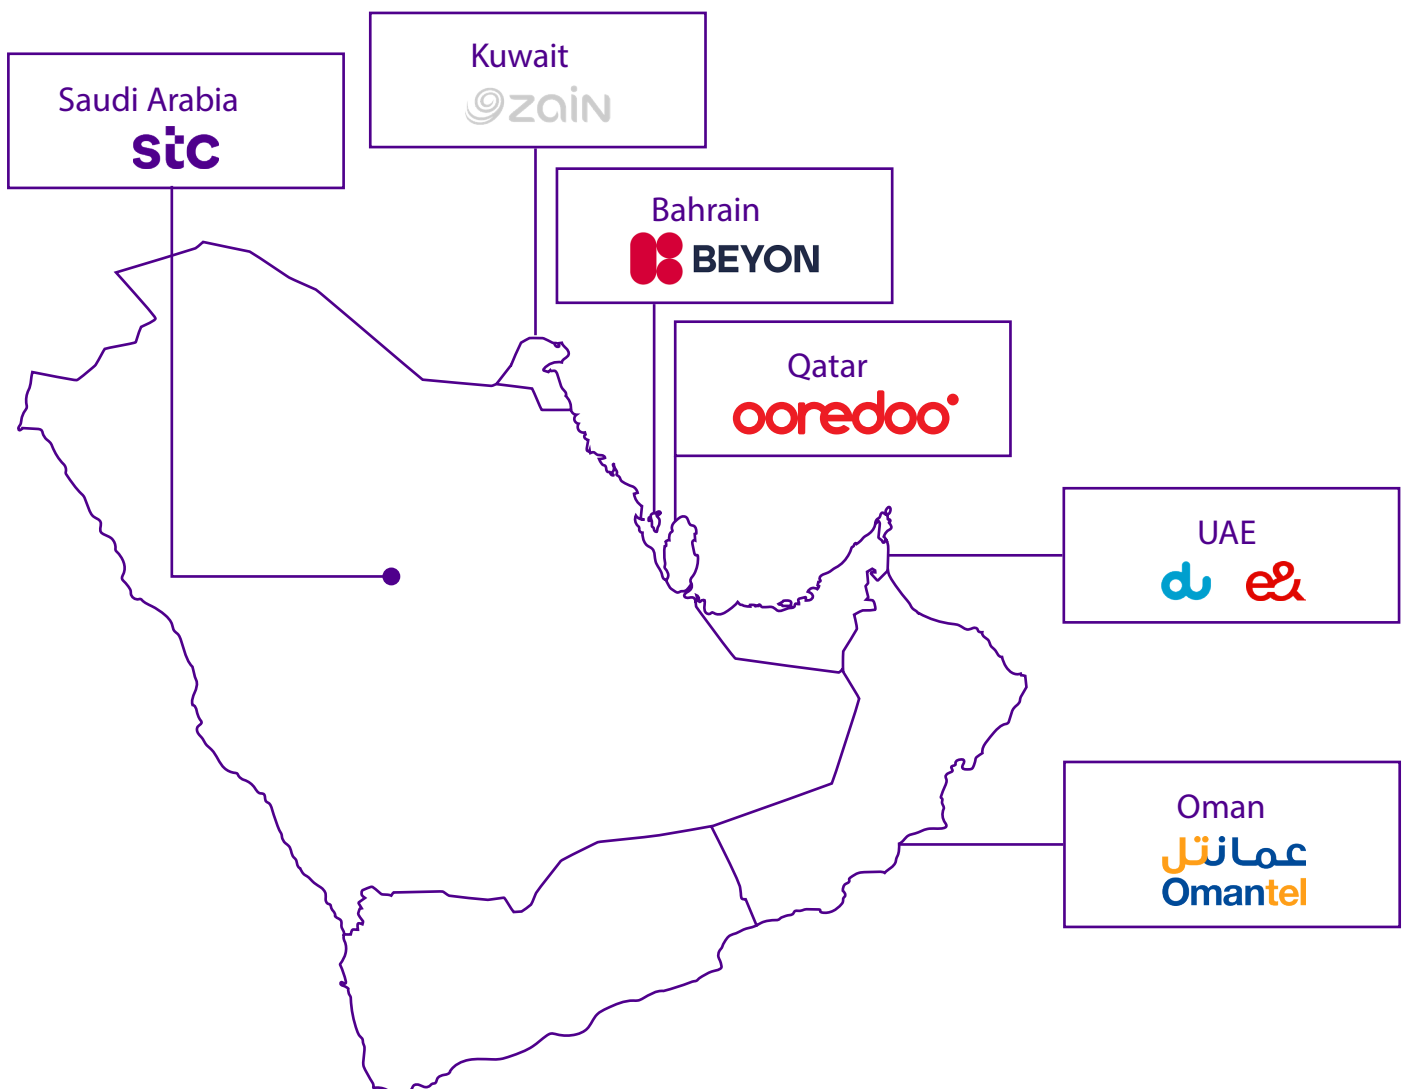 Kuwait
zain
Saudi Arabia
stc
Bahrain
BEYON
Qatar
ooredoo
UAE
du e&
Oman
عمانتل
Omantel